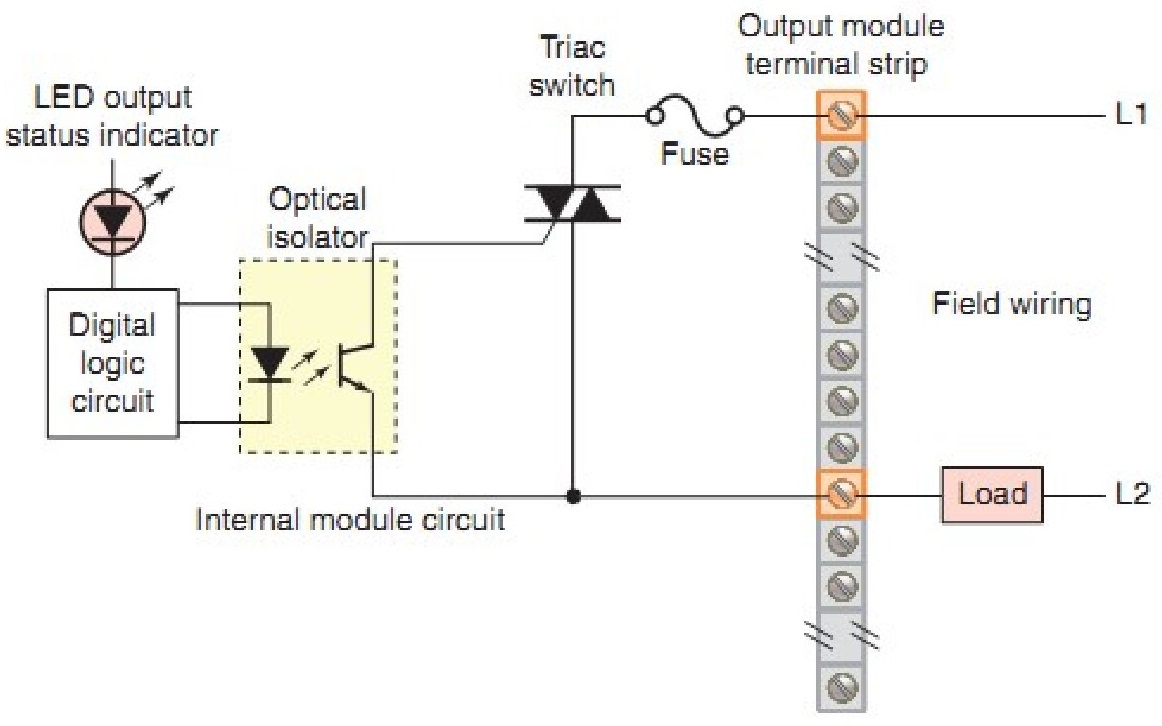 Output module
terminal strip
Triac
switch
LED output
status indicator
L1
Fuse
Optical
isolator
Field wiring
Digital
logic
circuit
Load
L2
Internal module circuit